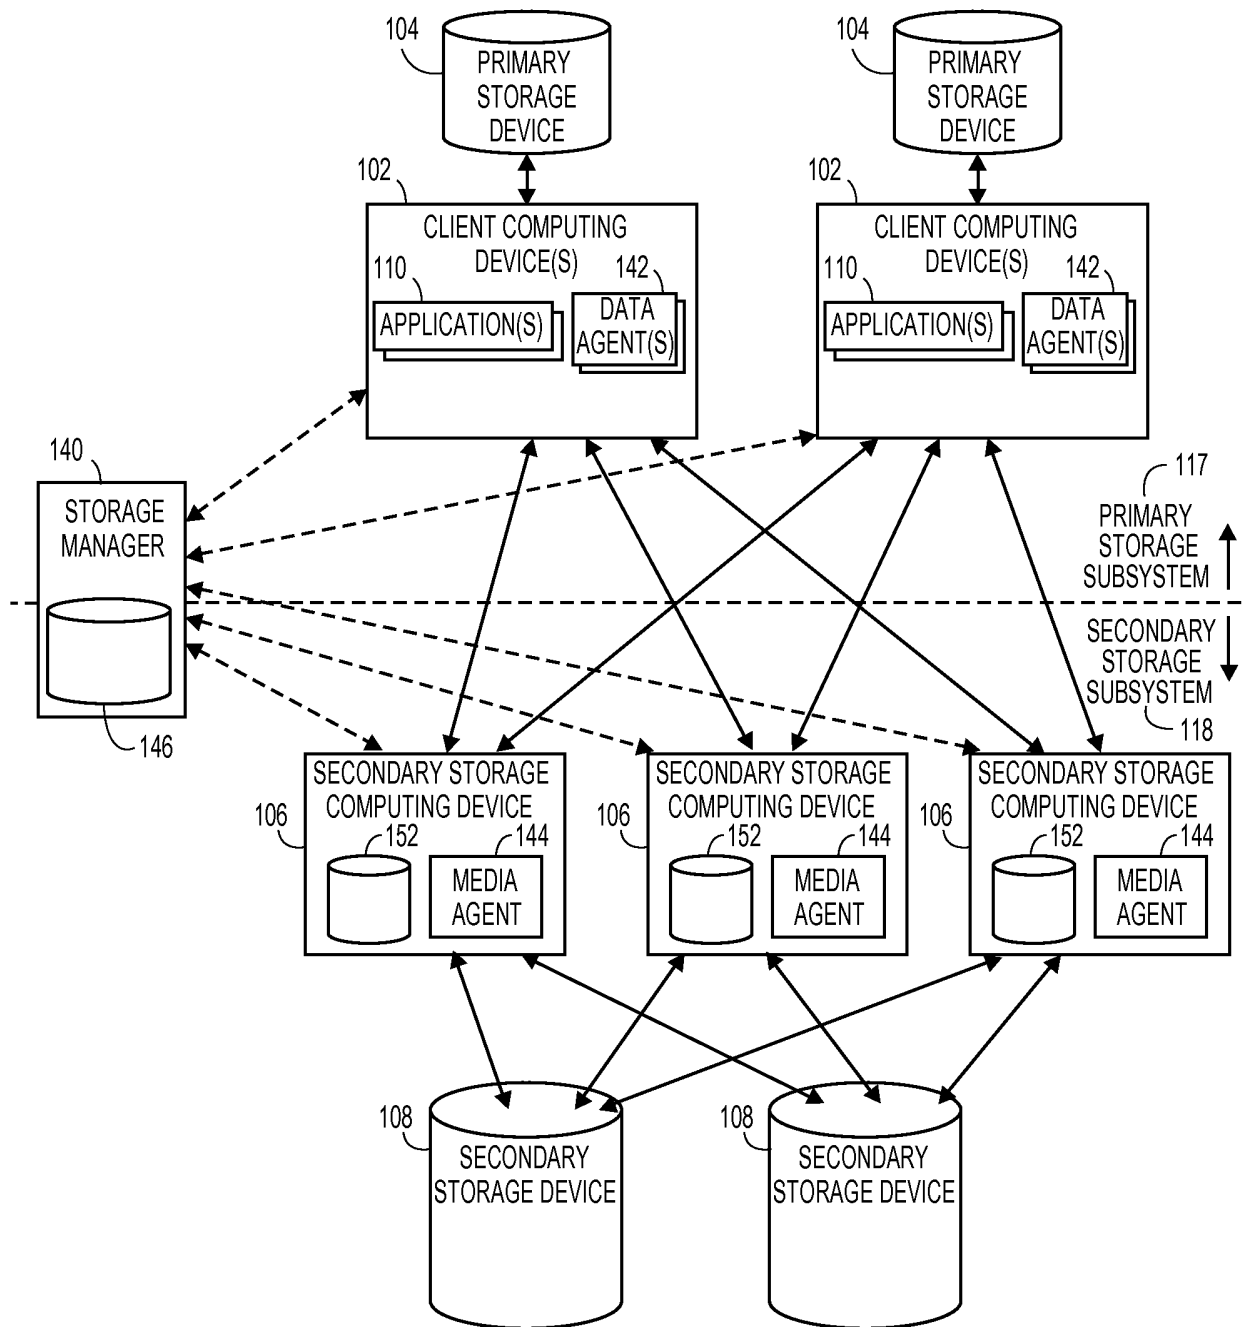 104
PRIMARY
STORAGE
DEVICE
104
PRIMARY
STORAGE
DEVICE
102
CLIENT COMPUTING
DEVICE(S)
110
APPLICATION(S)
142
DATA
AGENT(S)
102
CLIENT COMPUTING
DEVICE(S)
110
APPLICATION(S)
142
DATA
AGENT(S)
140
STORAGE
MANAGER
146
117
PRIMARY
STORAGE
SUBSYSTEM
SECONDARY
STORAGE
SUBSYSTEM
118
SECONDARY STORAGE
COMPUTING DEVICE
106
152
144
MEDIA
AGENT
SECONDARY STORAGE
COMPUTING DEVICE
106
152
144
MEDIA
AGENT
SECONDARY STORAGE
COMPUTING DEVICE
106
152
144
MEDIA
AGENT
108
SECONDARY
STORAGE DEVICE
108
SECONDARY
STORAGE DEVICE